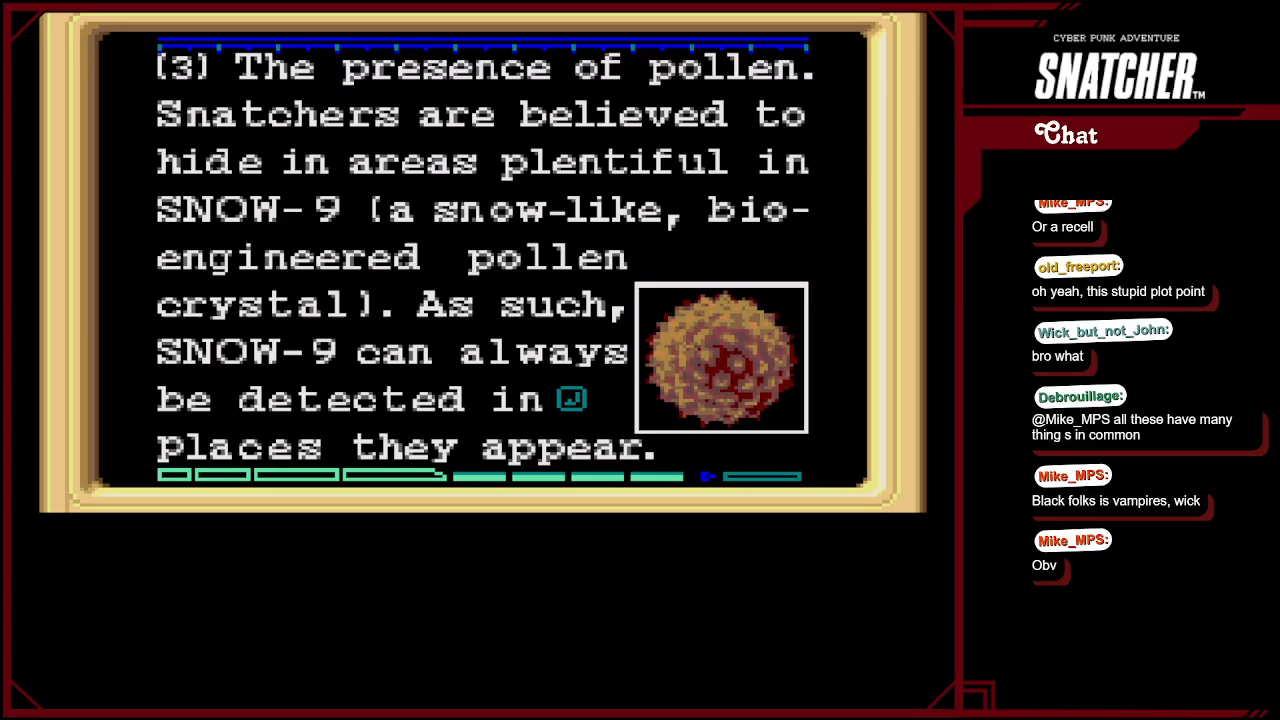 (3) The presence of pollen.
Snatchers are believed to
hide in areas plentiful in
SNOW-9 (a snow-like, bio-
engineered pollen
crystal). As such,
SNOW-9 can always
be detected in
places they appear.
CYBER PUNK ADVENTURE
SNATCHER™
Chat
Mike_MPS:
Or a recell
old_freeport:
oh yeah, this stupid plot point
Wick_but_not_John:
bro what
Debrouillage:
@Mike_MPS all these have many
thing s in common
Mike_MPS:
Black folks is vampires, wick
Mike_MPS:
Obv